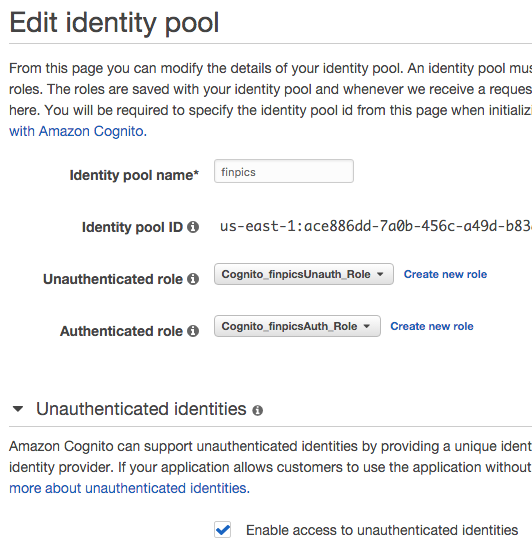 Edit identity pool
From this page you can modify the details of your identity pool. An identity pool mus
roles. The roles are saved with your identity pool and whenever we receive a reques
here. You will be required to specify the identity pool id from this page when initializi
with Amazon Cognito.
Identity pool name* finpics
Identity pool ID us-east-1:ace886dd-7a0b-456c-a49d-b83
Unauthenticated role Cognito_finpicsUnauth_Role Create new role
Authenticated role Cognito_finpicsAuth_Role Create new role
Unauthenticated identities
Amazon Cognito can support unauthenticated identities by providing a unique ident
identity provider. If your application allows customers to use the application without
more about unauthenticated identities.
Enable access to unauthenticated identities